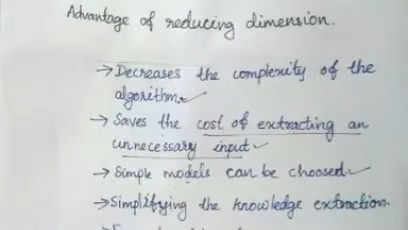 Advantage of reducing dimension.
→ Decreases the complexity of the
algorithm.
→ Saves the cost of extracting an
unnecessary input
→ Simple models can be choosed
→ Simplifying the knowledge extraction.